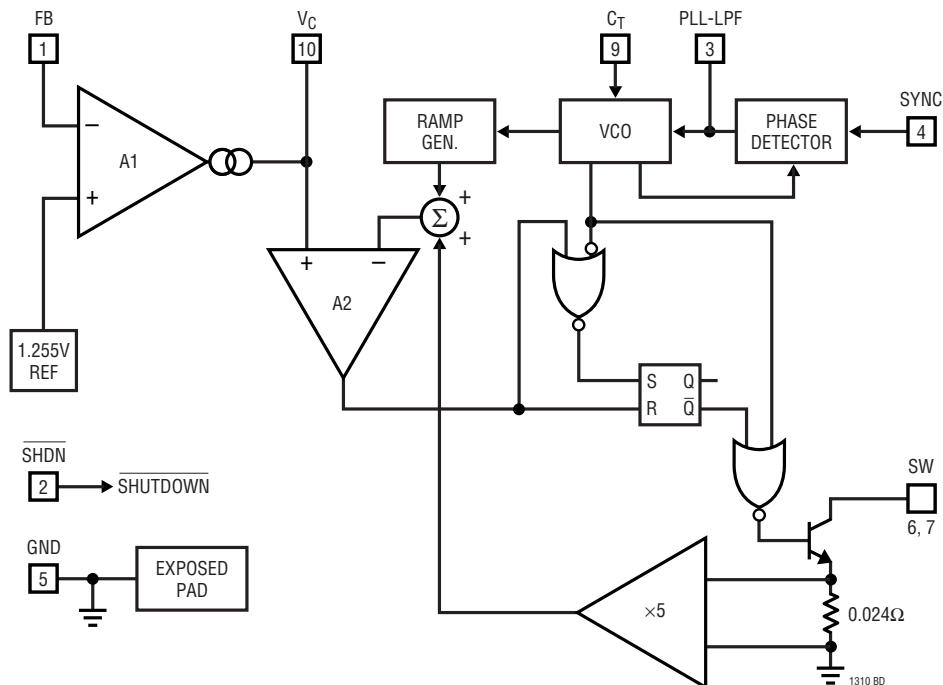 FB
1
V_C
10
C_T
9
PLL-LPF
3
SYNC
4
RAMP
GEN.
VCO
PHASE
DETECTOR
−
A1
+
Σ
+
+
+
−
A2
1.255V
REF
S
Q
R
Q̅
SHDN
2
SHUTDOWN
SW
6, 7
GND
5
EXPOSED
PAD
×5
0.024Ω
1310 BD